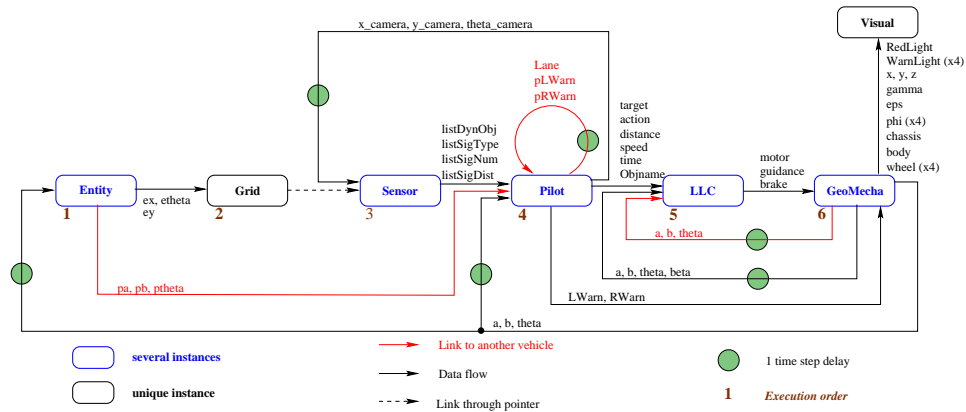 x_camera, y_camera, theta_camera
Visual
RedLight
WarnLight (x4)
x, y, z
gamma
eps
phi (x4)
chassis
body
wheel (x4)
Lane
pLWarn
pRWarn
target
action
distance
speed
time
Objname
listDynObj
listSigType
listSigNum
listSigDist
motor
guidance
brake
Entity
1
ex, etheta
ey
Grid
2
Sensor
3
Pilot
4
LLC
5
GeoMecha
6
a, b, theta
a, b, theta, beta
pa, pb, ptheta
LWarn, RWarn
a, b, theta
several instances
unique instance
Link to another vehicle
Data flow
Link through pointer
1 time step delay
1 Execution order